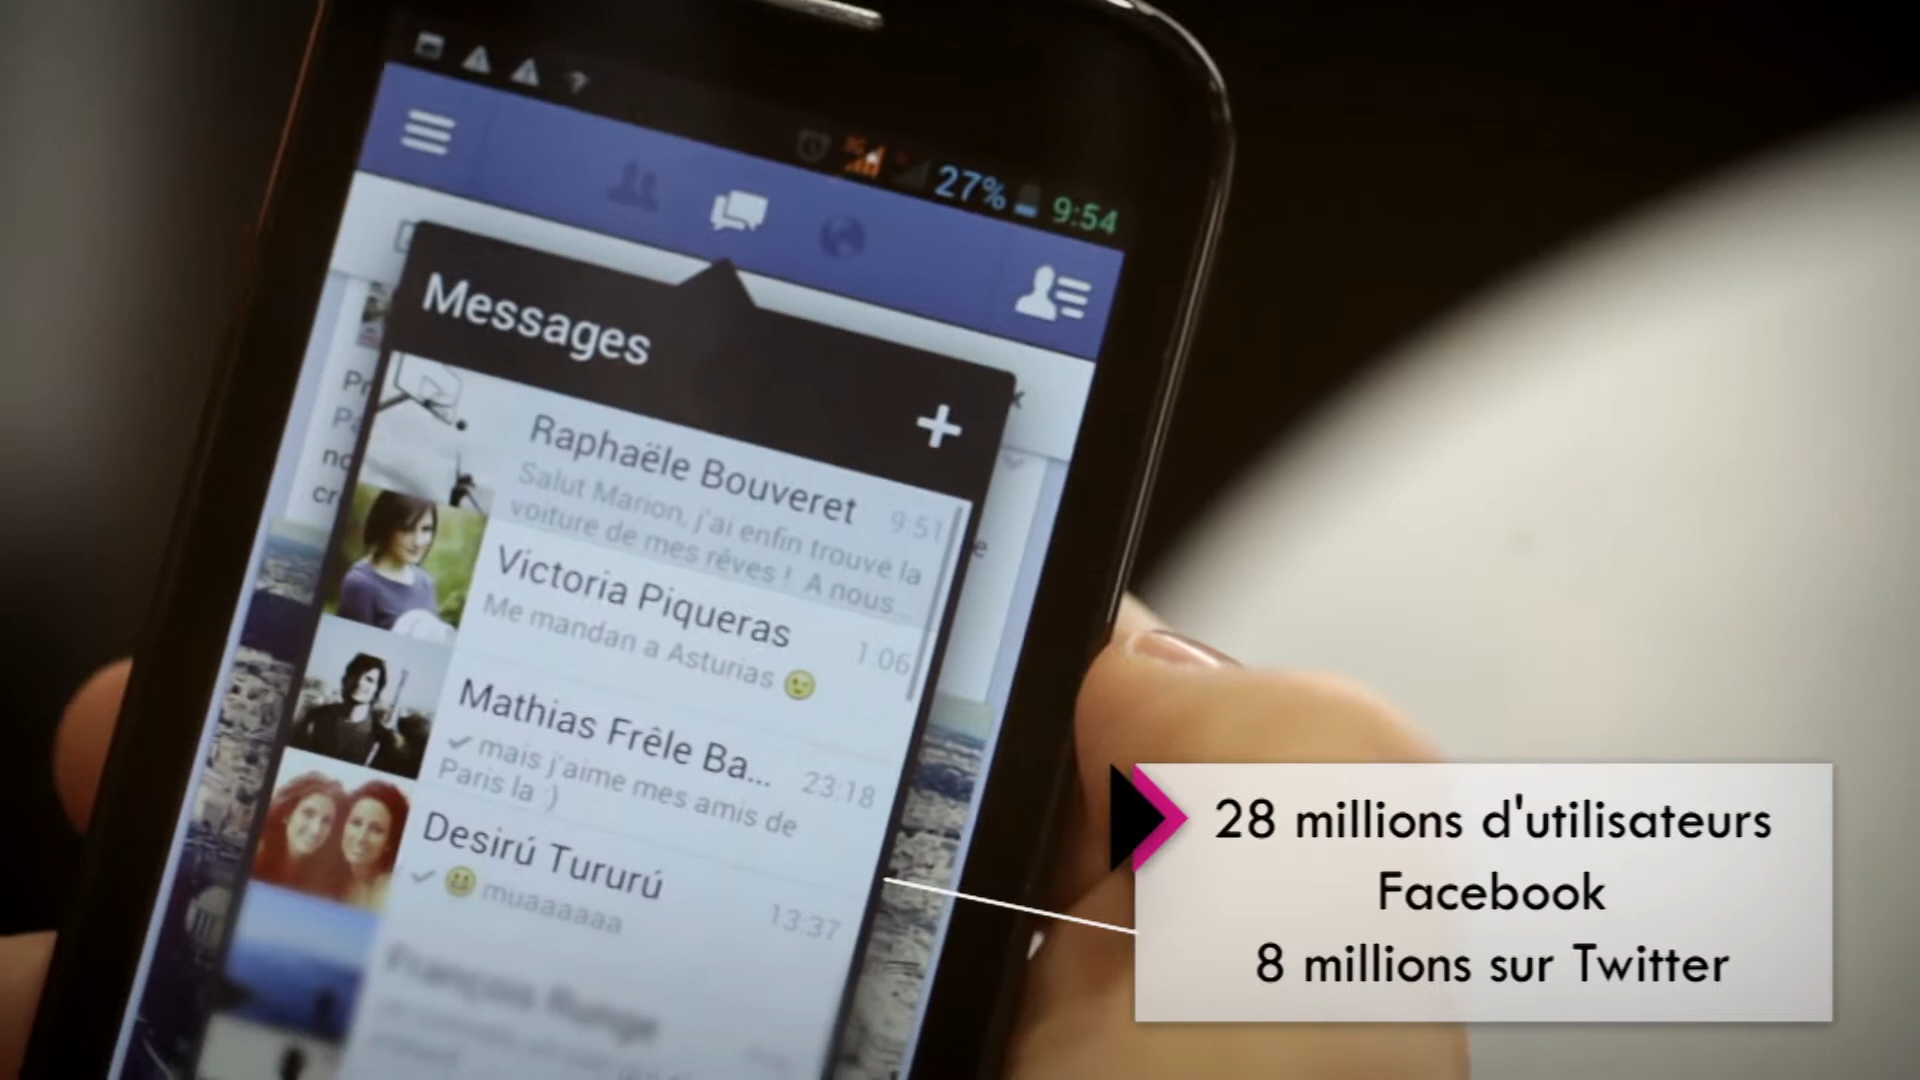 27% 9:54
Messages
Raphaële Bouveret 9:51
Salut Marion, j'ai enfin trouvé la
voiture de mes rêves ! A nous...
Victoria Piqueras 1:06
Me mandan a Asturias
Mathias Frêle Ba... 23:18
mais j'aime mes amis de
Paris la :)
Desirú Tururú 13:37
muaaaaaa
28 millions d'utilisateurs
Facebook
8 millions sur Twitter